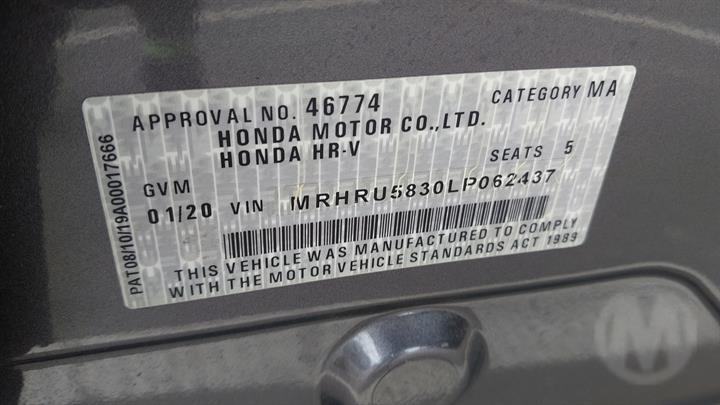 APPROVAL NO. 46774 CATEGORY MA
HONDA MOTOR CO.,LTD.
HONDA HR-V SEATS 5
GVM
01/20 VIN MRHRU5830LP062437
THIS VEHICLE WAS MANUFACTURED TO COMPLY
WITH THE MOTOR VEHICLE STANDARDS ACT 1989
PAT08/10/19A00017666
M